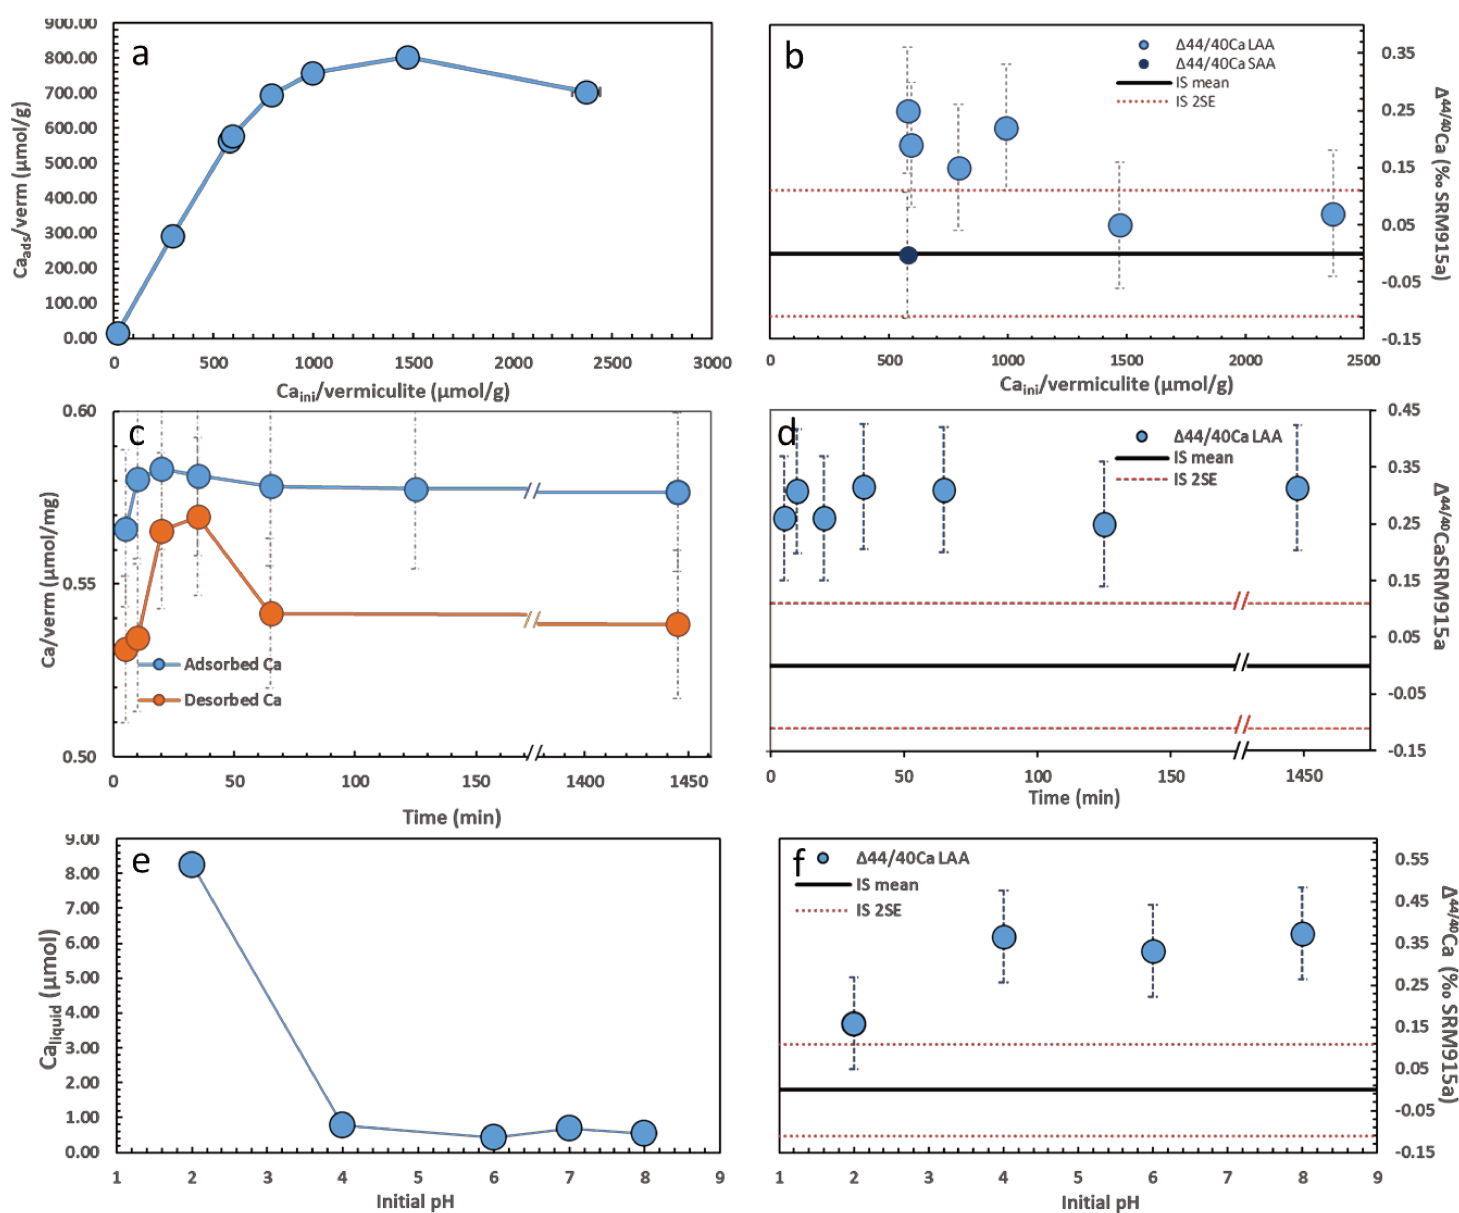 a
900.00
800.00
700.00
600.00
500.00
400.00
300.00
200.00
100.00
0.00
Caads/verm (μmol/g)
0 500 1000 1500 2000 2500 3000
Caini/vermiculite (μmol/g)
b
Δ44/40Ca LAA
Δ44/40Ca SAA
IS mean
IS 2SE
0.35
0.25
0.15
0.05
-0.05
-0.15
Δ44/40Ca (‰ SRM915a)
0 500 1000 1500 2000 2500
Caini/vermiculite (μmol/g)
c
0.60
0.55
0.50
Ca/verm (μmol/mg)
Adsorbed Ca
Desorbed Ca
0 50 100 150 1400 1450
Time (min)
d
Δ44/40Ca LAA
IS mean
IS 2SE
0.45
0.35
0.25
0.15
0.05
-0.05
-0.15
Δ44/40CaSRM915a
0 50 100 150 1450
Time (min)
e
9.00
8.00
7.00
6.00
5.00
4.00
3.00
2.00
1.00
0.00
Caliquid (μmol)
1 2 3 4 5 6 7 8 9
Initial pH
f
Δ44/40Ca LAA
IS mean
IS 2SE
0.55
0.45
0.35
0.25
0.15
0.05
-0.05
-0.15
Δ44/40Ca (‰ SRM915a)
1 2 3 4 5 6 7 8 9
Initial pH